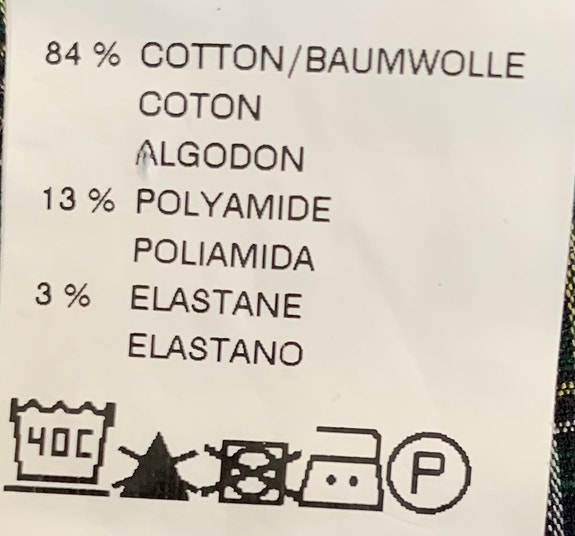 84 % COTTON/BAUMWOLLE
COTON
ALGODON
13 % POLYAMIDE
POLIAMIDA
3 % ELASTANE
ELASTANO
40C P